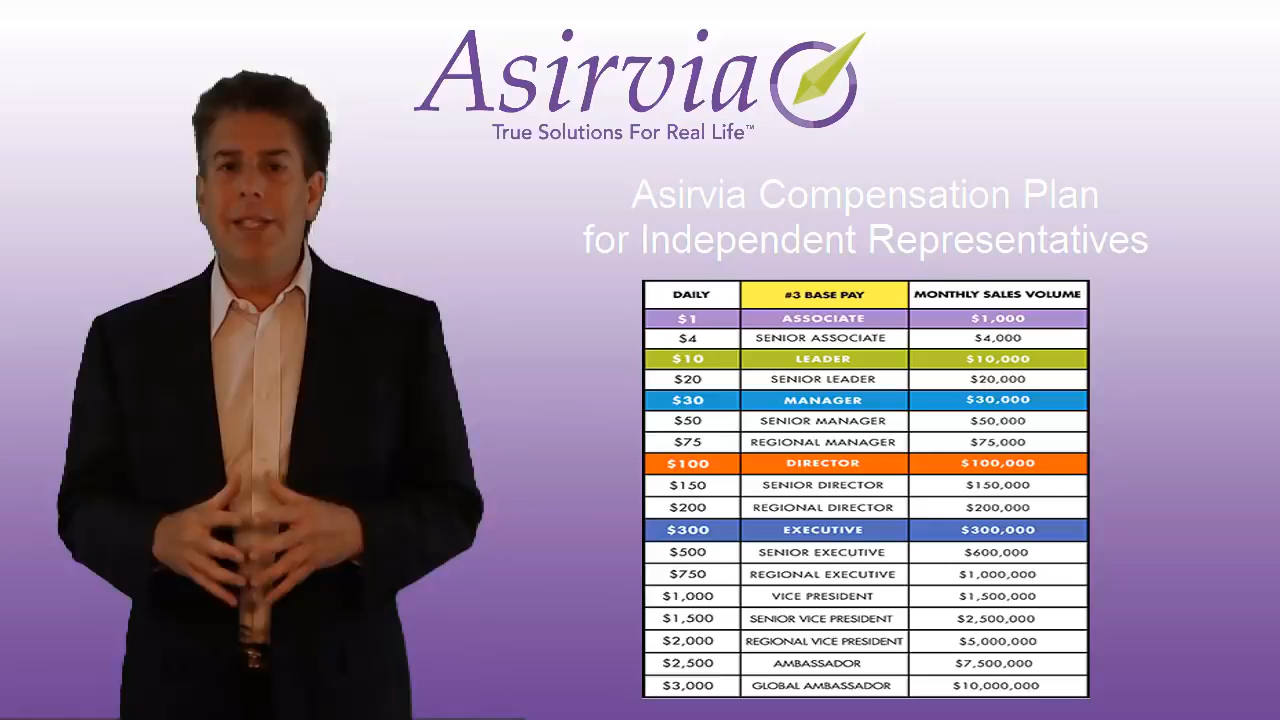 Asirvia
True Solutions For Real Life™
Asirvia Compensation Plan
for Independent Representatives
DAILY #3 BASE PAY MONTHLY SALES VOLUME
$1 ASSOCIATE $1,000
$4 SENIOR ASSOCIATE $4,000
$10 LEADER $10,000
$20 SENIOR LEADER $20,000
$30 MANAGER $30,000
$50 SENIOR MANAGER $50,000
$75 REGIONAL MANAGER $75,000
$100 DIRECTOR $100,000
$150 SENIOR DIRECTOR $150,000
$200 REGIONAL DIRECTOR $200,000
$300 EXECUTIVE $300,000
$500 SENIOR EXECUTIVE $600,000
$750 REGIONAL EXECUTIVE $1,000,000
$1,000 VICE PRESIDENT $1,500,000
$1,500 SENIOR VICE PRESIDENT $2,500,000
$2,000 REGIONAL VICE PRESIDENT $5,000,000
$2,500 AMBASSADOR $7,500,000
$3,000 GLOBAL AMBASSADOR $10,000,000